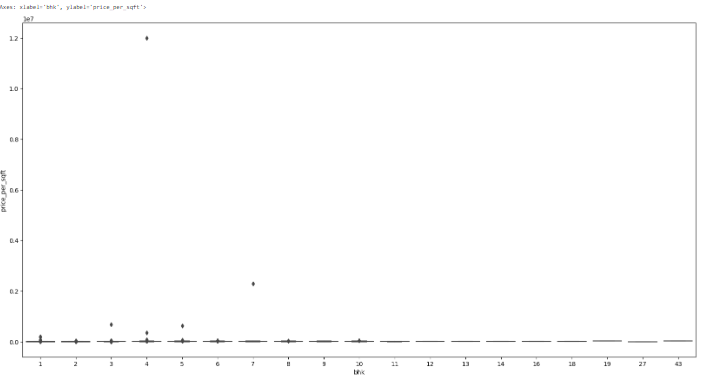 Axes: xlabel='bhk', ylabel='price_per_sqft'>
1e7
1.2
1.0
0.8
0.6
0.4
0.2
0.0
price_per_sqft
1 2 3 4 5 6 7 8 9 10 11 12 13 14 16 18 19 27 43
bhk